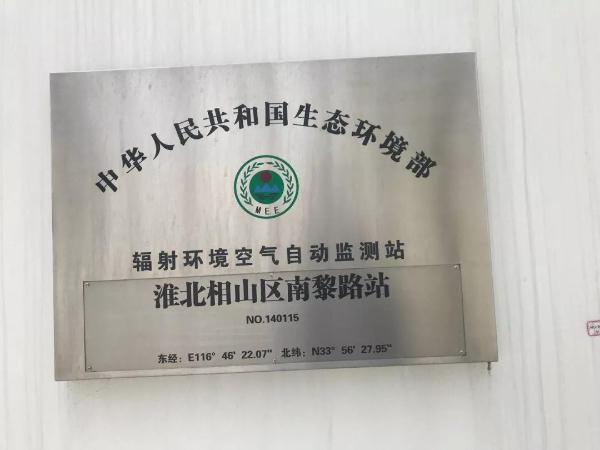 中华人民共和国生态环境部
MEE
辐射环境空气自动监测站
淮北相山区南黎路站
NO.140115
东经：E116° 46' 22.07" 北纬：N33° 56' 27.95"